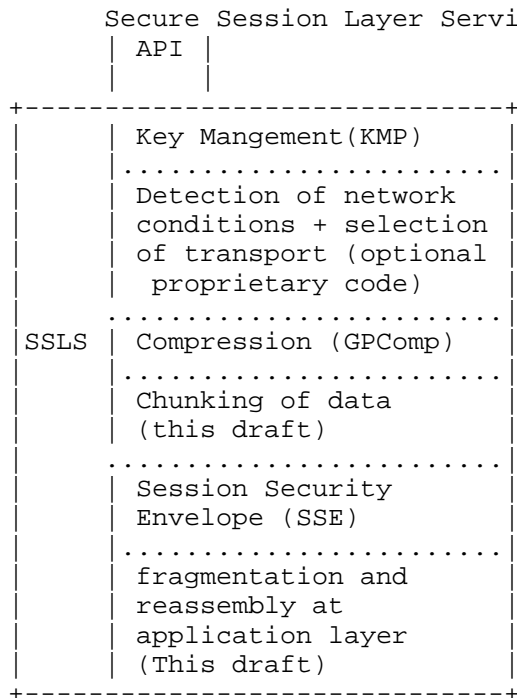 Secure Session Layer Servi
| API |
|     |
+------------------------------+
|      | Key Mangement(KMP)    |
|      |.......................|
|      | Detection of network  |
|      | conditions + selection|
|      | of transport (optional|
|      |  proprietary code)    |
|      ........................|
|SSLS  | Compression (GPComp)  |
|      |.......................|
|      | Chunking of data      |
|      | (this draft)          |
|      ........................|
|      | Session Security      |
|      | Envelope (SSE)        |
|      |.......................|
|      | fragmentation and     |
|      | reassembly at         |
|      | application layer     |
|      | (This draft)          |
+------------------------------+